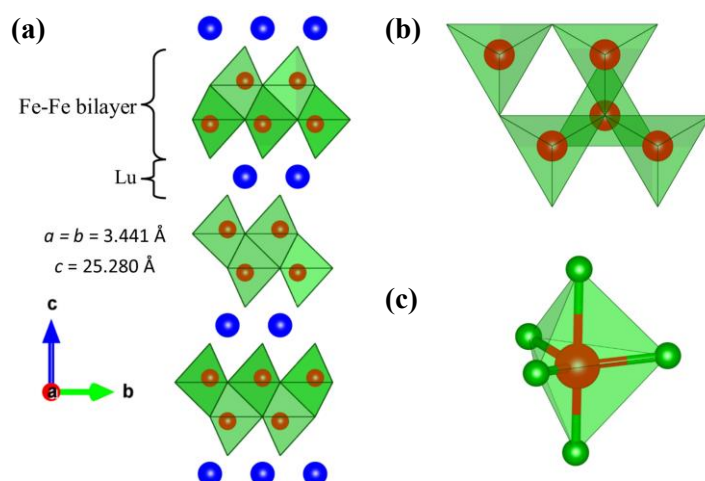 (a)
Fe-Fe bilayer
Lu
a = b = 3.441 Å
c = 25.280 Å
c
a
b
(b)
(c)